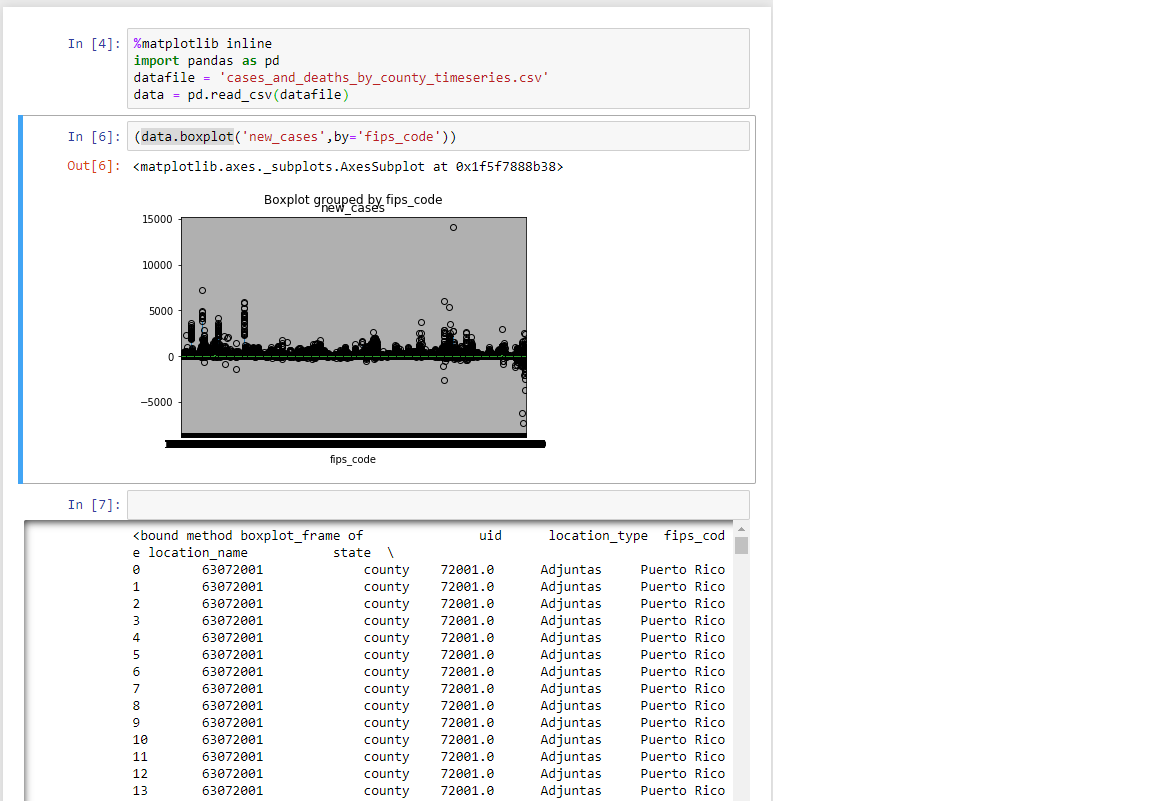 In [4]: %matplotlib inline
import pandas as pd
datafile = 'cases_and_deaths_by_county_timeseries.csv'
data = pd.read_csv(datafile)
In [6]: (data.boxplot('new_cases',by='fips_code'))
Out[6]: <matplotlib.axes._subplots.AxesSubplot at 0x1f5f7888b38>
Boxplot grouped by fips_code
new_cases
15000
10000
5000
0
−5000
fips_code
In [7]:
<bound method boxplot_frame of uid location_type fips_cod
e location_name state \
0 63072001 county 72001.0 Adjuntas Puerto Rico
1 63072001 county 72001.0 Adjuntas Puerto Rico
2 63072001 county 72001.0 Adjuntas Puerto Rico
3 63072001 county 72001.0 Adjuntas Puerto Rico
4 63072001 county 72001.0 Adjuntas Puerto Rico
5 63072001 county 72001.0 Adjuntas Puerto Rico
6 63072001 county 72001.0 Adjuntas Puerto Rico
7 63072001 county 72001.0 Adjuntas Puerto Rico
8 63072001 county 72001.0 Adjuntas Puerto Rico
9 63072001 county 72001.0 Adjuntas Puerto Rico
10 63072001 county 72001.0 Adjuntas Puerto Rico
11 63072001 county 72001.0 Adjuntas Puerto Rico
12 63072001 county 72001.0 Adjuntas Puerto Rico
13 63072001 county 72001.0 Adjuntas Puerto Rico